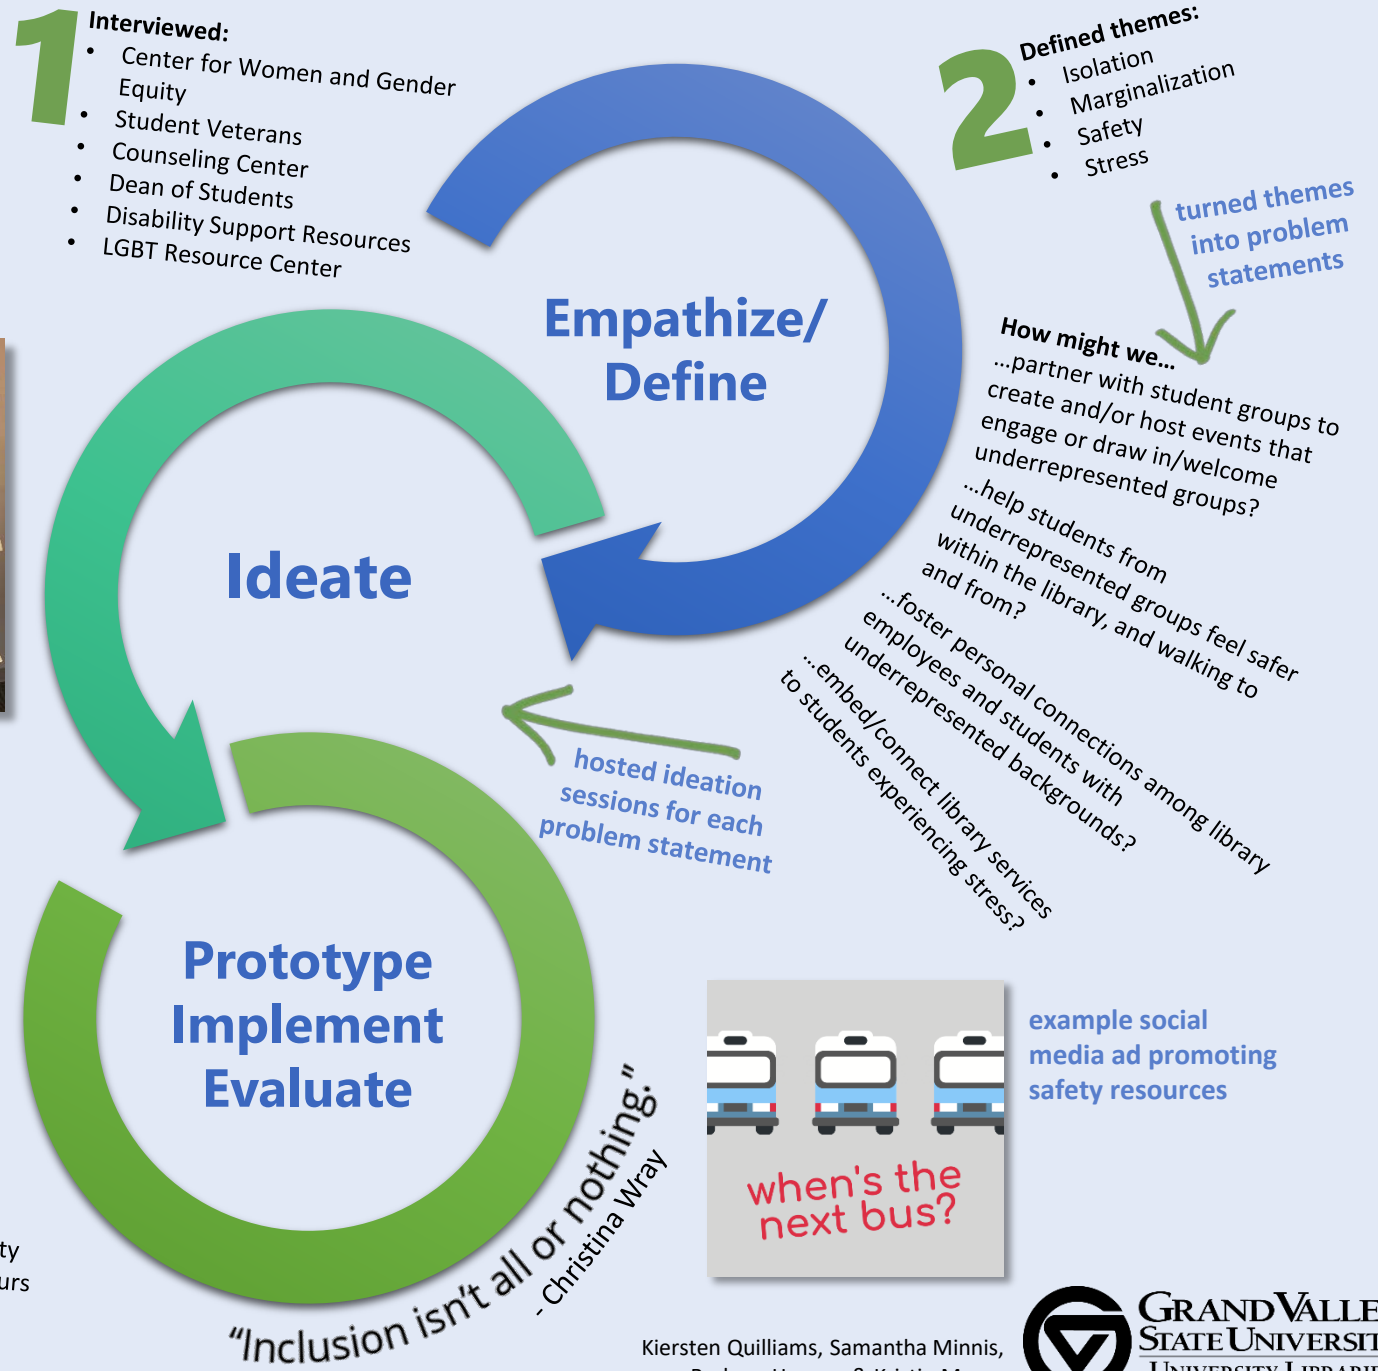 1
Interviewed:
• Center for Women and Gender
Equity
• Student Veterans
• Counseling Center
• Dean of Students
• Disability Support Resources
• LGBT Resource Center
2
Defined themes:
• Isolation
• Marginalization
• Safety
• Stress
turned themes
into problem
statements
Empathize/
Define
How might we...
...partner with student groups to
create and/or host events that
engage or draw in/welcome
underrepresented groups?
...help students from
underrepresented groups feel safer
within the library, and walking to
and from?
...foster personal connections among library
employees and students with
underrepresented backgrounds?
...embed/connect library services
to students experiencing stress?
Ideate
hosted ideation
sessions for each
problem statement
Prototype
Implement
Evaluate
"Inclusion isn't all or nothing."
- Christina Wray
when's the
next bus?
example social
media ad promoting
safety resources
Kiersten Quilliams, Samantha Minnis,
GRAND VALLE
STATE UNIVERSIT